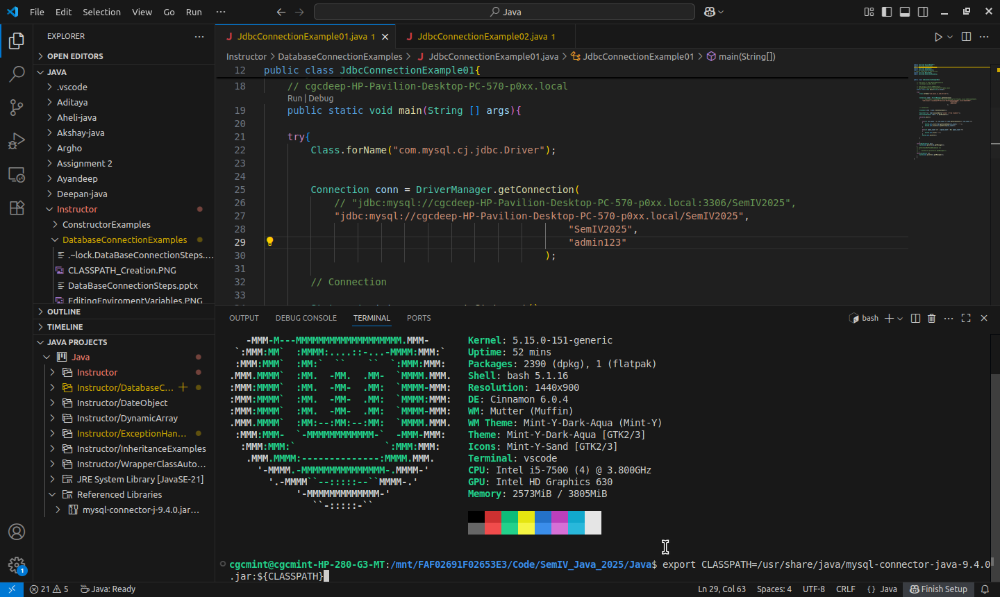 File Edit Selection View Go Run ··· Java
EXPLORER ···
OPEN EDITORS
JAVA
.vscode
Aditaya
Aheli-java
Akshay-java
Argho
Assignment 2
Ayandeep
Deepan-java
Instructor
ConstructorExamples
DatabaseConnectionExamples
.~lock.DataBaseConnectionSteps....
CLASSPATH_Creation.PNG
DataBaseConnectionSteps.pptx
EditingEnviromentVariables.PNG
OUTLINE
TIMELINE
JAVA PROJECTS
Java
Instructor
Instructor/DatabaseC...
Instructor/DateObject
Instructor/DynamicArray
Instructor/ExceptionHan...
Instructor/InheritanceExamples
Instructor/WrapperClassAuto...
JRE System Library [JavaSE-21]
Referenced Libraries
mysql-connector-j-9.4.0.jar...
JdbcConnectionExample01.java 1 JdbcConnectionExample02.java 1
Instructor > DatabaseConnectionExamples > JdbcConnectionExample01.java > JdbcConnectionExample01 > main(String[])
12 public class JdbcConnectionExample01{
18 // cgcdeep-HP-Pavilion-Desktop-PC-570-p0xx.local
Run | Debug
19 public static void main(String [] args){
20
21 try{
22 Class.forName("com.mysql.cj.jdbc.Driver");
23
24
25 Connection conn = DriverManager.getConnection(
26 // "jdbc:mysql://cgcdeep-HP-Pavilion-Desktop-PC-570-p0xx.local:3306/SemIV2025",
27 "jdbc:mysql://cgcdeep-HP-Pavilion-Desktop-PC-570-p0xx.local/SemIV2025",
28 "SemIV2025",
29 "admin123"
30 );
31
32 // Connection
33
OUTPUT DEBUG CONSOLE TERMINAL PORTS bash
-MMM-M---MMMMMMMMMMMMMMMMMMM.MMM- Kernel: 5.15.0-151-generic
`:MMM:MM` :MMMM:....::-...-MMMM:MMM:` Uptime: 52 mins
:MMM:MMM` :MM:` `` `` `:MMM:MMM: Packages: 2390 (dpkg), 1 (flatpak)
.MMM.MMMM` :MM. -MM. .MM- `MMMM.MMM. Shell: bash 5.1.16
:MMM:MMMM` :MM. -MM- .MM: `MMMM-MMM: Resolution: 1440x900
:MMM:MMMM` :MM. -MM- .MM: `MMMM:MMM: DE: Cinnamon 6.0.4
:MMM:MMMM` :MM. -MM- .MM: `MMMM-MMM: WM: Mutter (Muffin)
.MMM.MMMM` :MM:--:MM:--:MM: `MMMM.MMM. WM Theme: Mint-Y-Dark-Aqua (Mint-Y)
:MMM:MMM- `-MMMMMMMMMMMM-` -MMM-MMM: Theme: Mint-Y-Dark-Aqua [GTK2/3]
:MMM:MMM:` `:MMM:MMM: Icons: Mint-Y-Sand [GTK2/3]
.MMM.MMMM:--------------:MMMM.MMM. Terminal: vscode
'-MMMM.-MMMMMMMMMMMMMMM-.MMMM-' CPU: Intel i5-7500 (4) @ 3.800GHz
'.-MMMM``--:::::--``MMMM-.' GPU: Intel HD Graphics 630
'-MMMMMMMMMMMMM-' Memory: 2573MiB / 3805MiB
``-:::::-``
cgcmint@cgcmint-HP-280-G3-MT:/mnt/FAF02691F02653E3/Code/SemIV_Java_2025/Java$ export CLASSPATH=/usr/share/java/mysql-connector-java-9.4.0
.jar:${CLASSPATH}
1
21 5 Java: Ready Ln 29, Col 63 Spaces: 4 UTF-8 CRLF {} Java Finish Setup